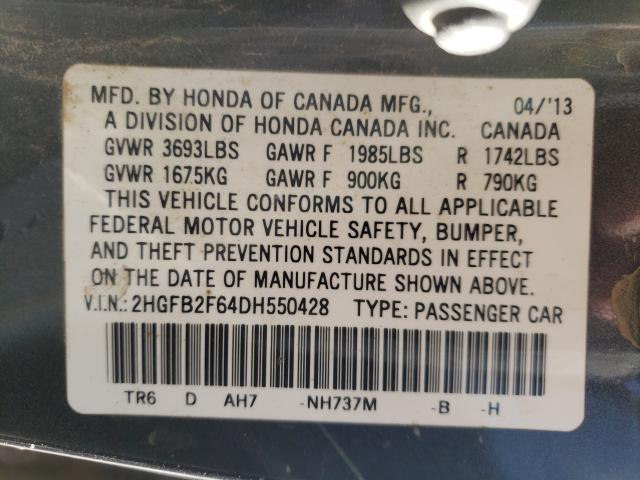 MFD. BY HONDA OF CANADA MFG., 04/'13
A DIVISION OF HONDA CANADA INC. CANADA
GVWR 3693LBS GAWR F 1985LBS R 1742LBS
GVWR 1675KG GAWR F 900KG R 790KG
THIS VEHICLE CONFORMS TO ALL APPLICABLE
FEDERAL MOTOR VEHICLE SAFETY, BUMPER,
AND THEFT PREVENTION STANDARDS IN EFFECT
ON THE DATE OF MANUFACTURE SHOWN ABOVE.
V.I.N.: 2HGFB2F64DH550428 TYPE: PASSENGER CAR
TR6 D AH7 -NH737M -B -H